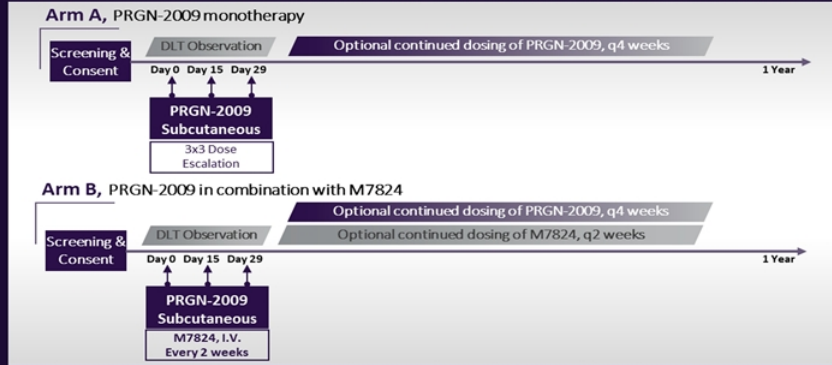 Arm A, PRGN-2009 monotherapy
Screening &
Consent
DLT Observation
Optional continued dosing of PRGN-2009, q4 weeks
Day 0 Day 15 Day 29
1 Year
PRGN-2009
Subcutaneous
3x3 Dose
Escalation
Arm B, PRGN-2009 in combination with M7824
Optional continued dosing of PRGN-2009, q4 weeks
Screening &
Consent
DLT Observation
Optional continued dosing of M7824, q2 weeks
Day 0 Day 15 Day 29
1 Year
PRGN-2009
Subcutaneous
M7824, I.V.
Every 2 weeks